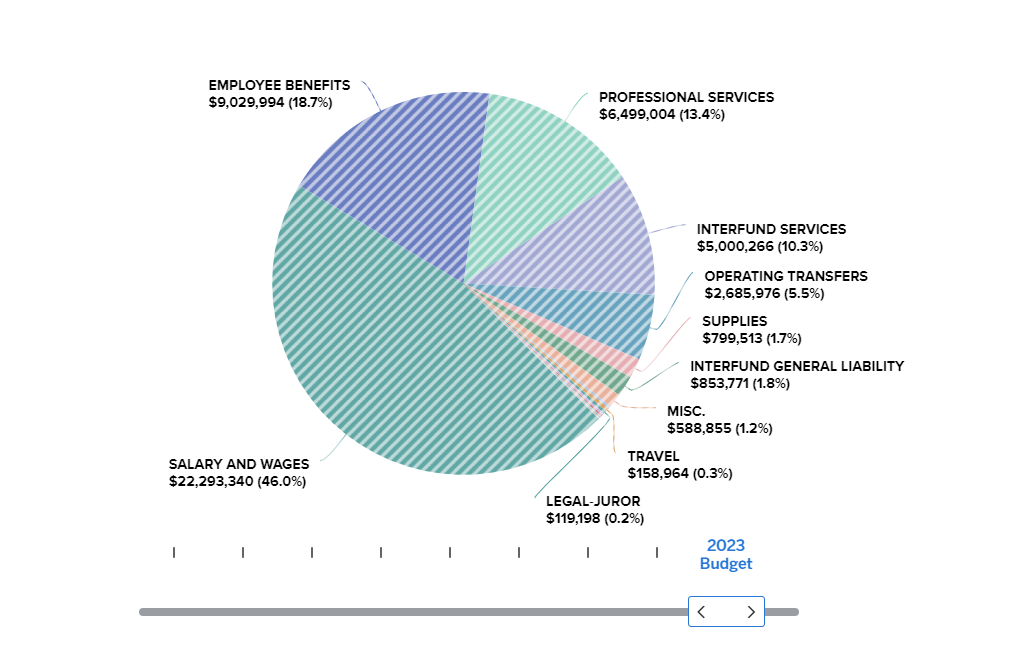 EMPLOYEE BENEFITS
$9,029,994 (18.7%)
PROFESSIONAL SERVICES
$6,499,004 (13.4%)
INTERFUND SERVICES
$5,000,266 (10.3%)
OPERATING TRANSFERS
$2,685,976 (5.5%)
SUPPLIES
$799,513 (1.7%)
INTERFUND GENERAL LIABILITY
$853,771 (1.8%)
MISC.
$588,855 (1.2%)
TRAVEL
$158,964 (0.3%)
SALARY AND WAGES
$22,293,340 (46.0%)
LEGAL-JUROR
$119,198 (0.2%)
2023
Budget